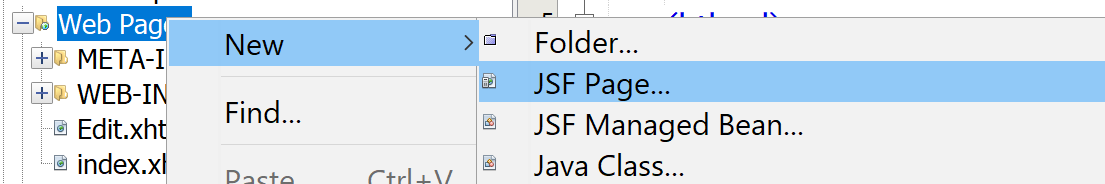 Web Pag
New
Folder...
META-I
JSF Page...
WEB-IN
Find...
JSF Managed Bean...
Edit.xht
index.xh
Paste Ctrl+V
Java Class...